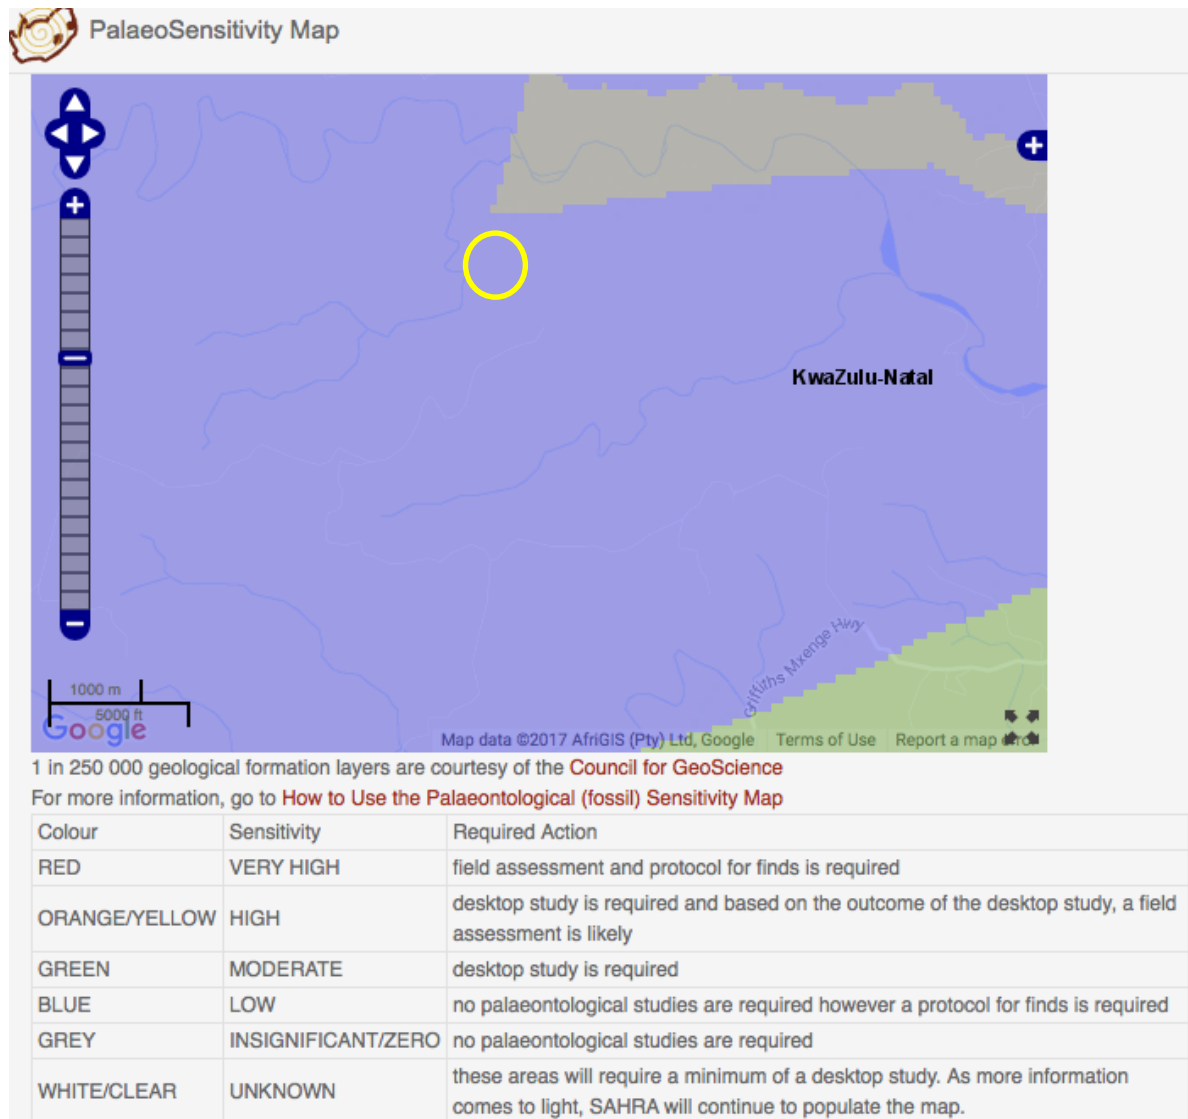 PalaeoSensitivity Map
KwaZulu-Natal
Griffiths Mxenge Hwy
1000 m
5000 ft
Google
Map data ©2017 AfriGIS (Pty) Ltd, Google Terms of Use Report a map error
1 in 250 000 geological formation layers are courtesy of the Council for GeoScience
For more information, go to How to Use the Palaeontological (fossil) Sensitivity Map
Colour Sensitivity Required Action
RED VERY HIGH field assessment and protocol for finds is required
ORANGE/YELLOW HIGH desktop study is required and based on the outcome of the desktop study, a field
assessment is likely
GREEN MODERATE desktop study is required
BLUE LOW no palaeontological studies are required however a protocol for finds is required
GREY INSIGNIFICANT/ZERO no palaeontological studies are required
WHITE/CLEAR UNKNOWN these areas will require a minimum of a desktop study. As more information
comes to light, SAHRA will continue to populate the map.